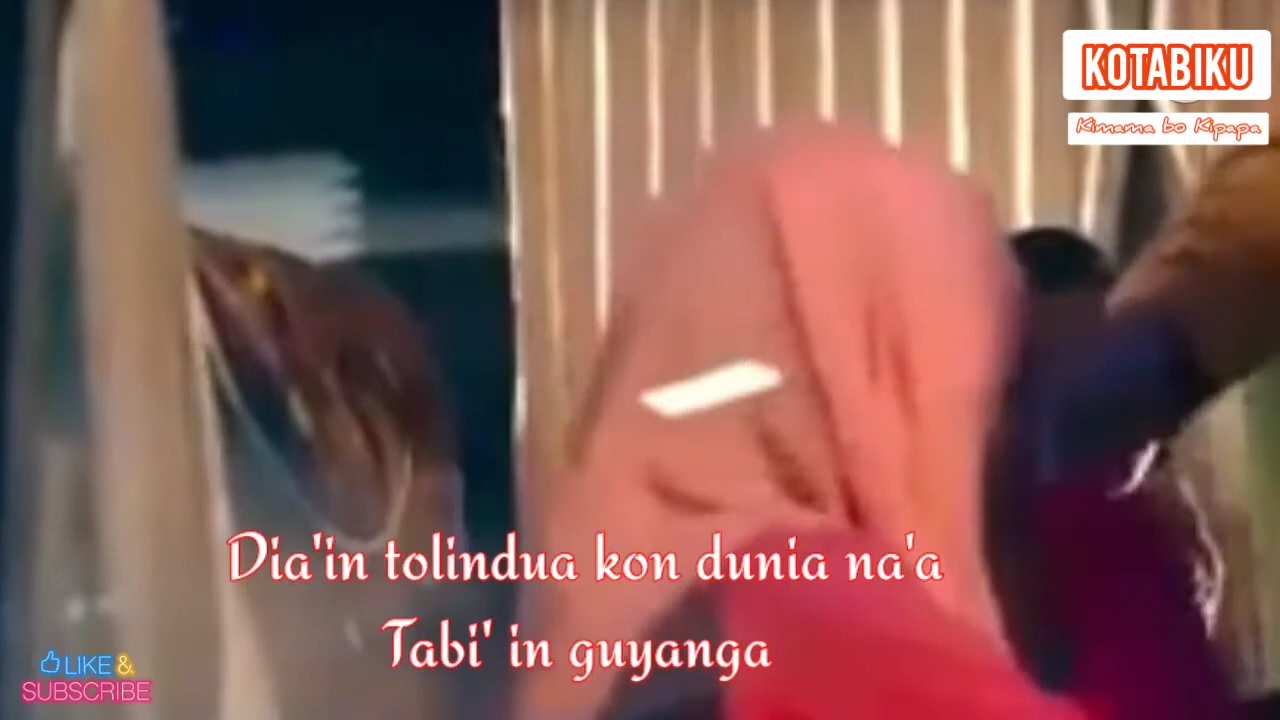 KOTABIKU
Kimama bo Kipapa
Dia'in tolindua kon dunia na'a
Tabi' in guyanga
LIKE &
SUBSCRIBE